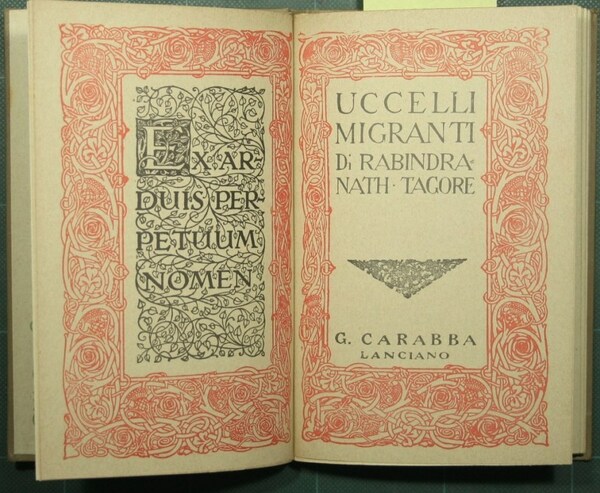 EX AR-
DUIS PER-
PETUUM
NOMEN
UCCELLI
MIGRANTI
Di RABINDRA-
NATH · TAGORE
G. CARABBA
LANCIANO